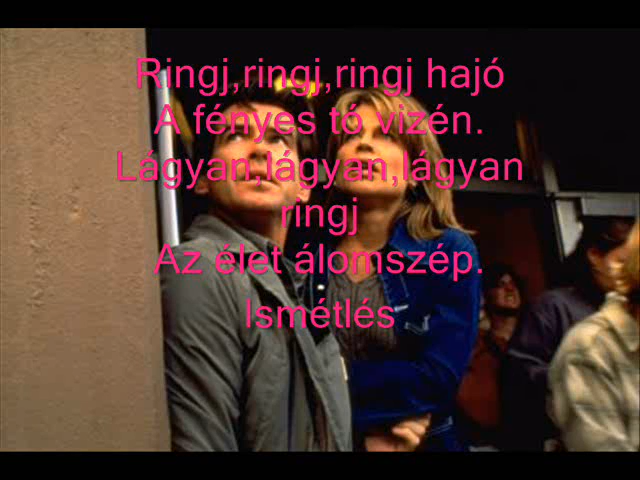 Ringj,ringj,ringj hajó
A fényes tó vizén.
Lágyan,lágyan,lágyan
ringj
Az élet álomszép.
Ismétlés